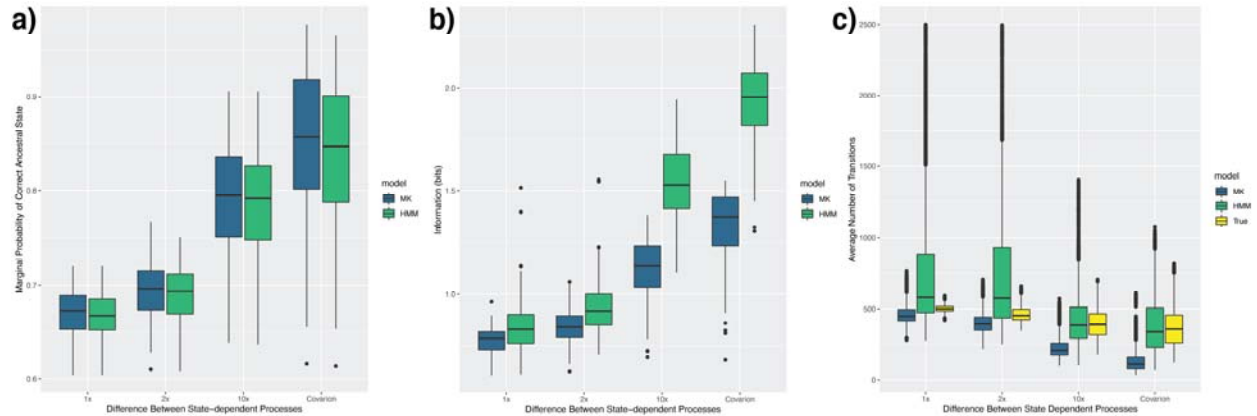 a)
Marginal Probability of Correct Ancestral State
0.9
0.8
0.7
0.6
1x
2x
10x
Covarion
Difference Between State-dependent Processes
model
MK
HMM
b)
Information (bits)
2.0
1.5
1.0
1x
2x
10x
Covarion
Difference Between State-dependent Processes
model
MK
HMM
c)
Average Number of Transitions
2500
2000
1500
1000
500
0
1x
2x
10x
Covarion
Difference Between State Dependent Processes
model
MK
HMM
True